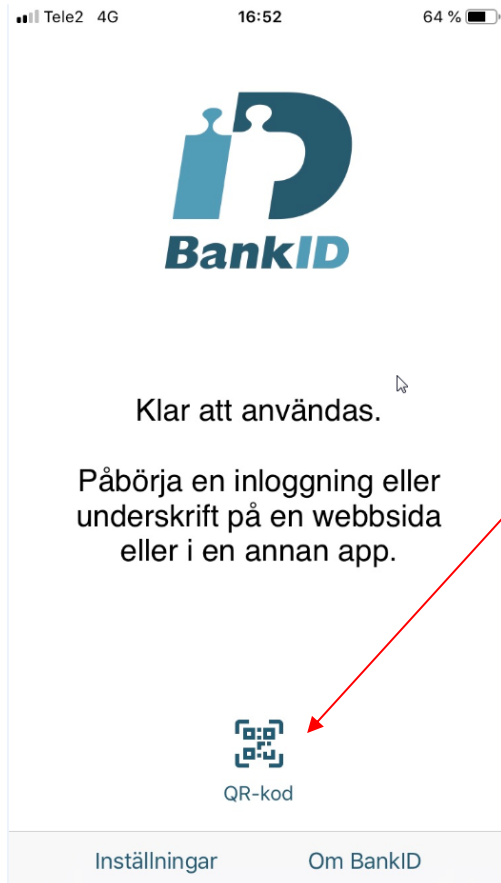 Tele2 4G 16:52 64 %
BankID
Klar att användas.
Påbörja en inloggning eller
underskrift på en webbsida
eller i en annan app.
QR-kod
Inställningar Om BankID